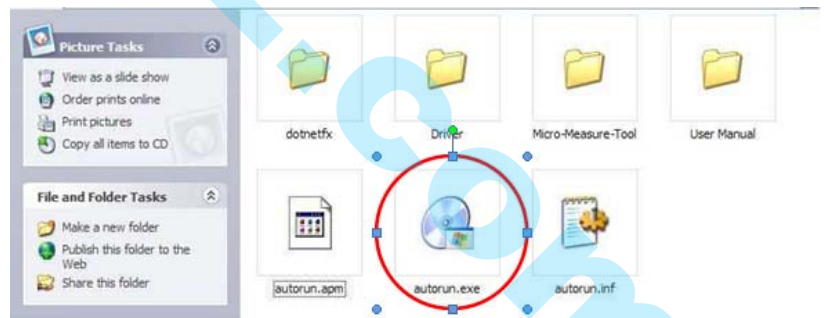 Picture Tasks
View as a slide show
Order prints online
Print pictures
Copy all items to CD
File and Folder Tasks
Make a new folder
Publish this folder to the
Web
Share this folder
dotnetfx
Driver
Micro-Measure-Tool
User Manual
autorun.apm
autorun.exe
autorun.inf
.com